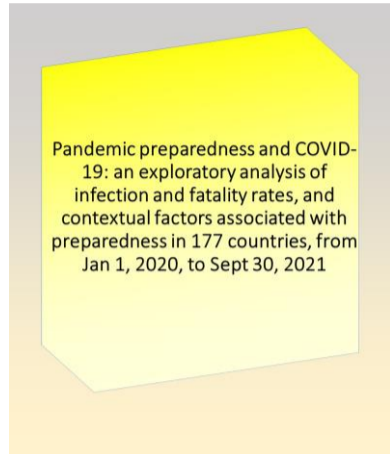 Pandemic preparedness and COVID-
19: an exploratory analysis of
infection and fatality rates, and
contextual factors associated with
preparedness in 177 countries, from
Jan 1, 2020, to Sept 30, 2021